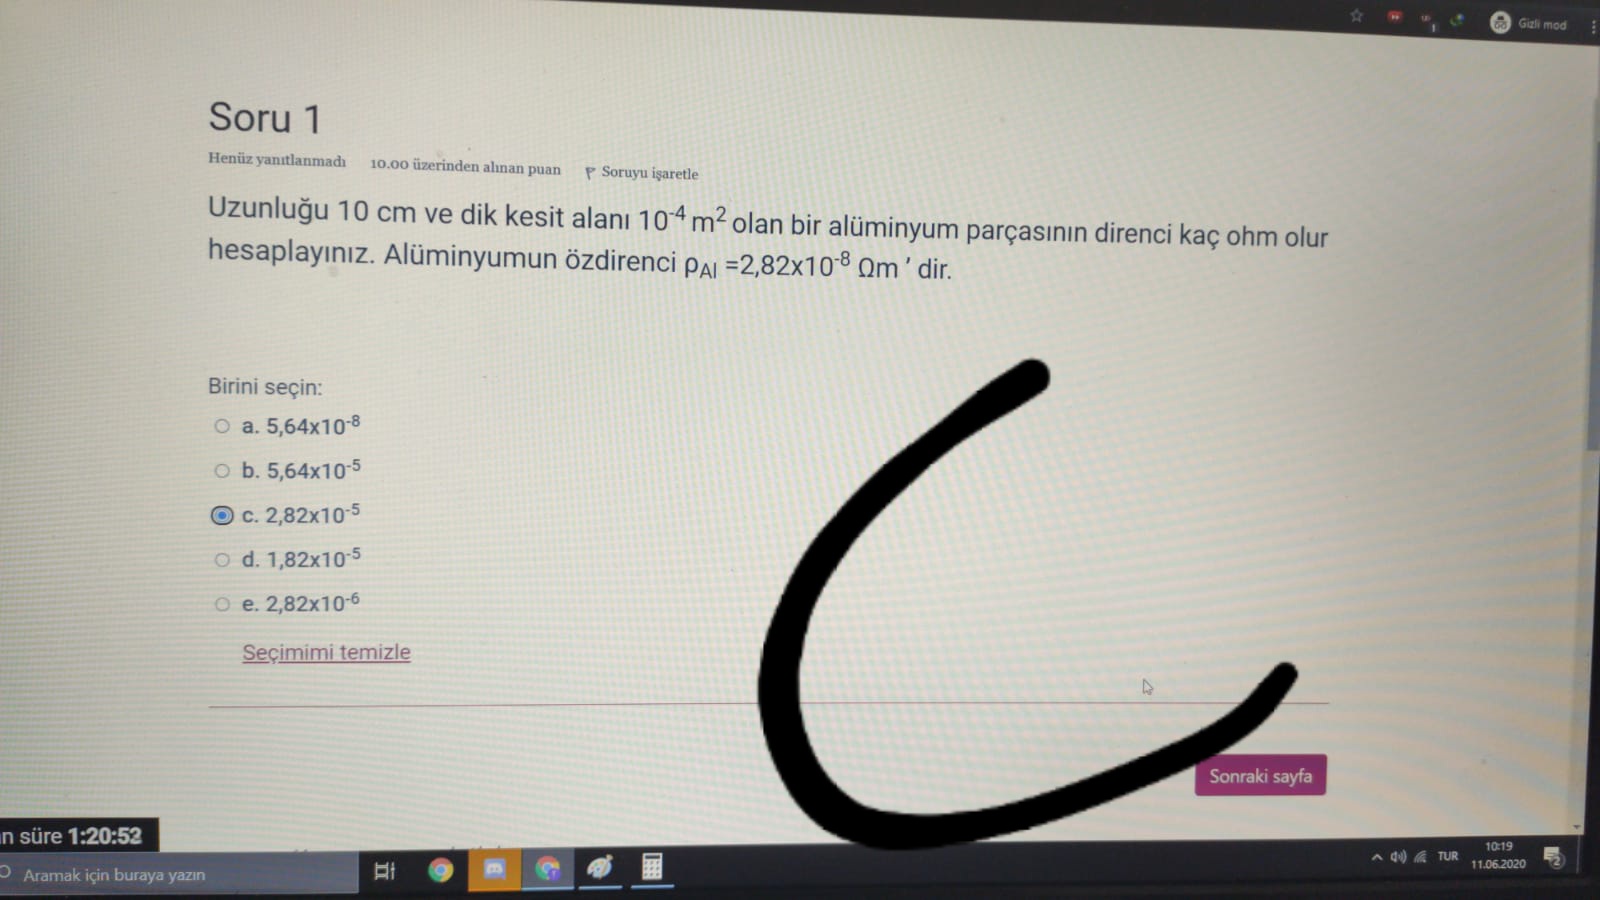 Gizli mod
Soru 1
Henüz yanıtlanmadı 10.00 üzerinden alınan puan Soruyu işaretle
Uzunluğu 10 cm ve dik kesit alanı 10⁻⁴ m² olan bir alüminyum parçasının direnci kaç ohm olur
hesaplayınız. Alüminyumun özdirenci ρAl =2,82x10⁻⁸ Ωm ’ dir.
Birini seçin:
a. 5,64x10⁻⁸
b. 5,64x10⁻⁵
c. 2,82x10⁻⁵
d. 1,82x10⁻⁵
e. 2,82x10⁻⁶
Seçimimi temizle
C
Sonraki sayfa
n süre 1:20:52
Aramak için buraya yazın
TUR
10:19
11.06.2020
2